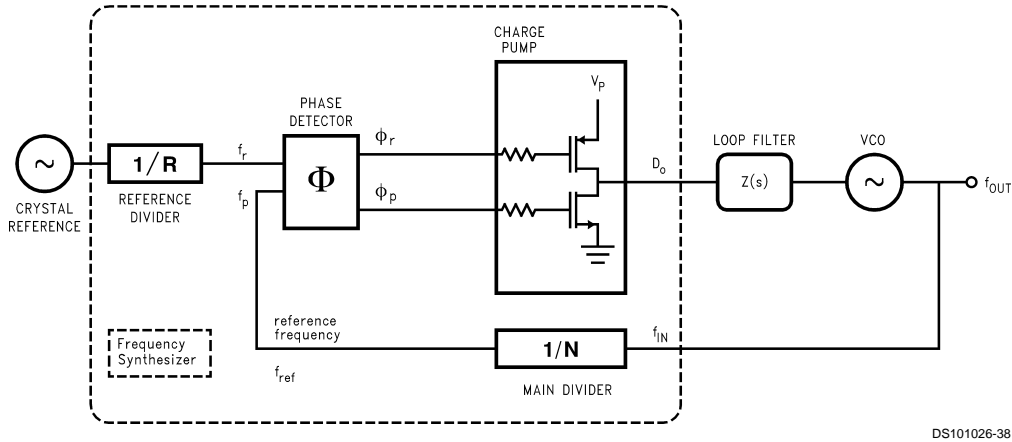 CHARGE
PUMP
V_P
PHASE
DETECTOR
ϕ_r
LOOP FILTER
VCO
~
1/R
f_r
Φ
D_o
Z(s)
~
f_OUT
f_p
ϕ_p
CRYSTAL
REFERENCE
REFERENCE
DIVIDER
reference
frequency
f_IN
1/N
Frequency
Synthesizer
f_ref
MAIN DIVIDER
DS101026-38